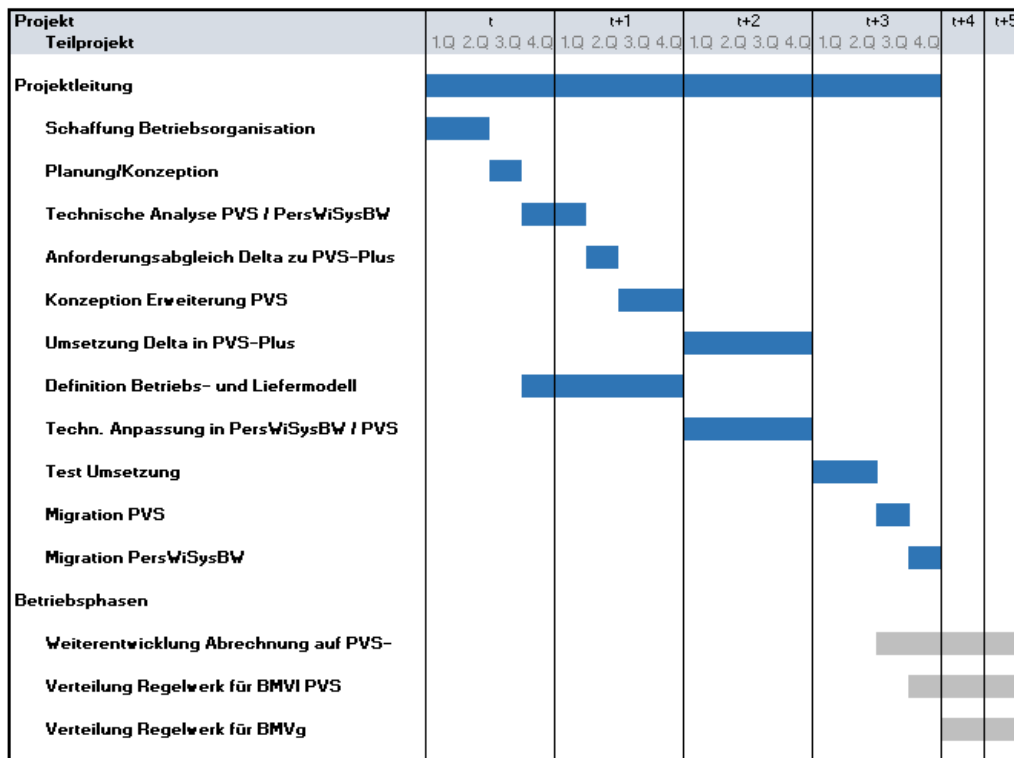 Projekt t t+1 t+2 t+3 t+4 t+5
Teilprojekt 1.Q 2.Q 3.Q 4.Q 1.Q 2.Q 3.Q 4.Q 1.Q 2.Q 3.Q 4.Q 1.Q 2.Q 3.Q 4.Q
Projektleitung
Schaffung Betriebsorganisation
Planung/Konzeption
Technische Analyse PVS / PersWiSysBW
Anforderungsabgleich Delta zu PVS-Plus
Konzeption Erweiterung PVS
Umsetzung Delta in PVS-Plus
Definition Betriebs- und Liefermodell
Techn. Anpassung in PersWiSysBW / PVS
Test Umsetzung
Migration PVS
Migration PersWiSysBW
Betriebsphasen
Weiterentwicklung Abrechnung auf PVS-
Verteilung Regelwerk für BMVI PVS
Verteilung Regelwerk für BMVg